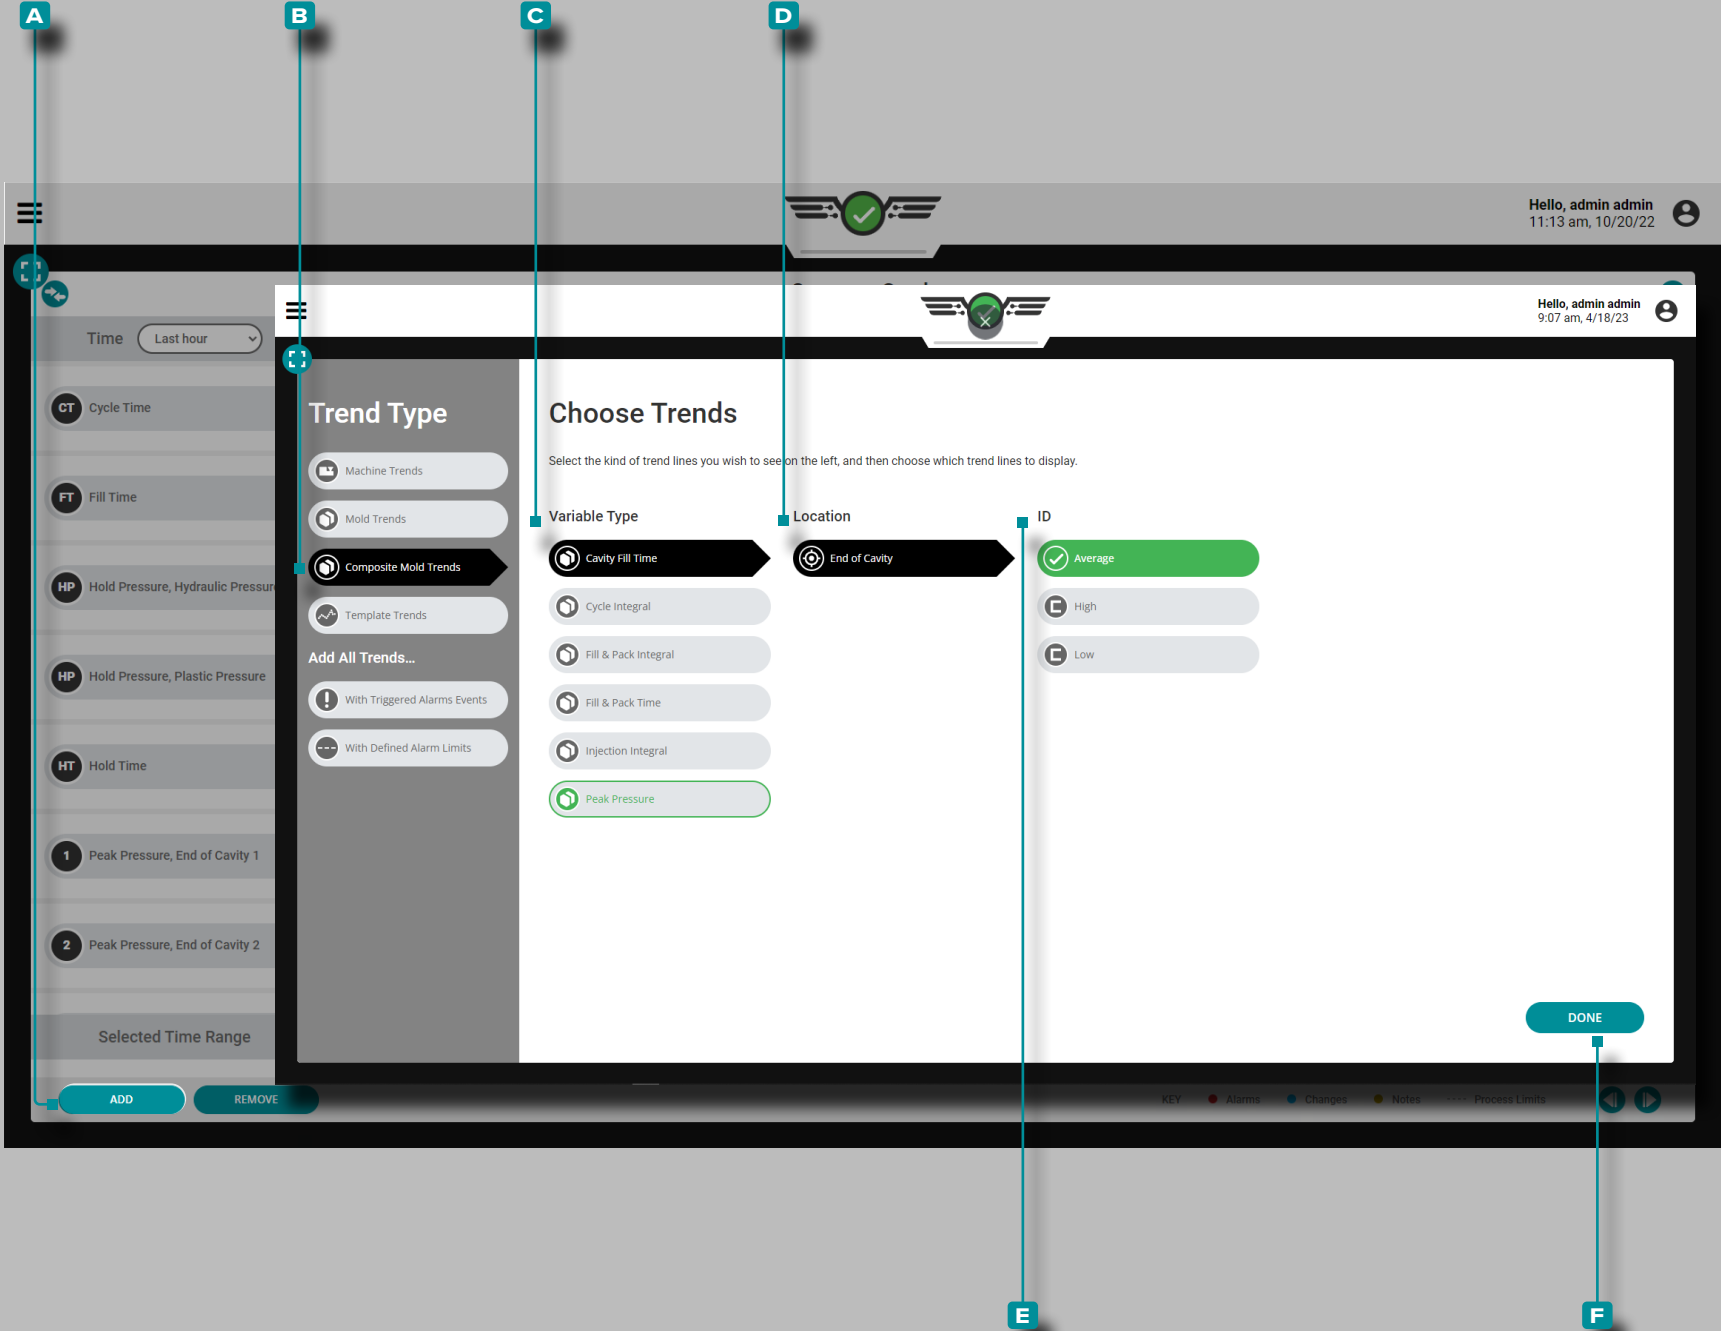 A
B
C
D
Hello, admin admin
11:13 am, 10/20/22
Time
Last hour
CT Cycle Time
FT Fill Time
HP Hold Pressure, Hydraulic Pressure
HP Hold Pressure, Plastic Pressure
HT Hold Time
1 Peak Pressure, End of Cavity 1
2 Peak Pressure, End of Cavity 2
Selected Time Range
ADD
REMOVE
Hello, admin admin
9:07 am, 4/18/23
Trend Type
Machine Trends
Mold Trends
Composite Mold Trends
Template Trends
Add All Trends...
With Triggered Alarms Events
With Defined Alarm Limits
Choose Trends
Select the kind of trend lines you wish to see on the left, and then choose which trend lines to display.
Variable Type
Cavity Fill Time
Cycle Integral
Fill & Pack Integral
Fill & Pack Time
Injection Integral
Peak Pressure
Location
End of Cavity
ID
Average
High
Low
DONE
KEY
Alarms
Changes
Notes
Process Limits
E
F